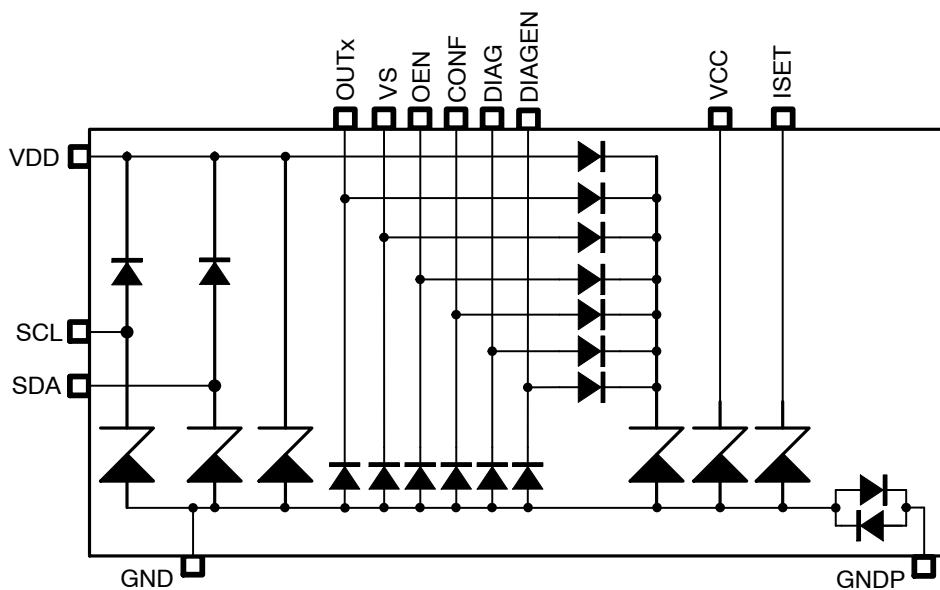 OUTx
VS
OEN
CONF
DIAG
DIAGEN
VCC
ISET
VDD
SCL
SDA
GND
GNDP